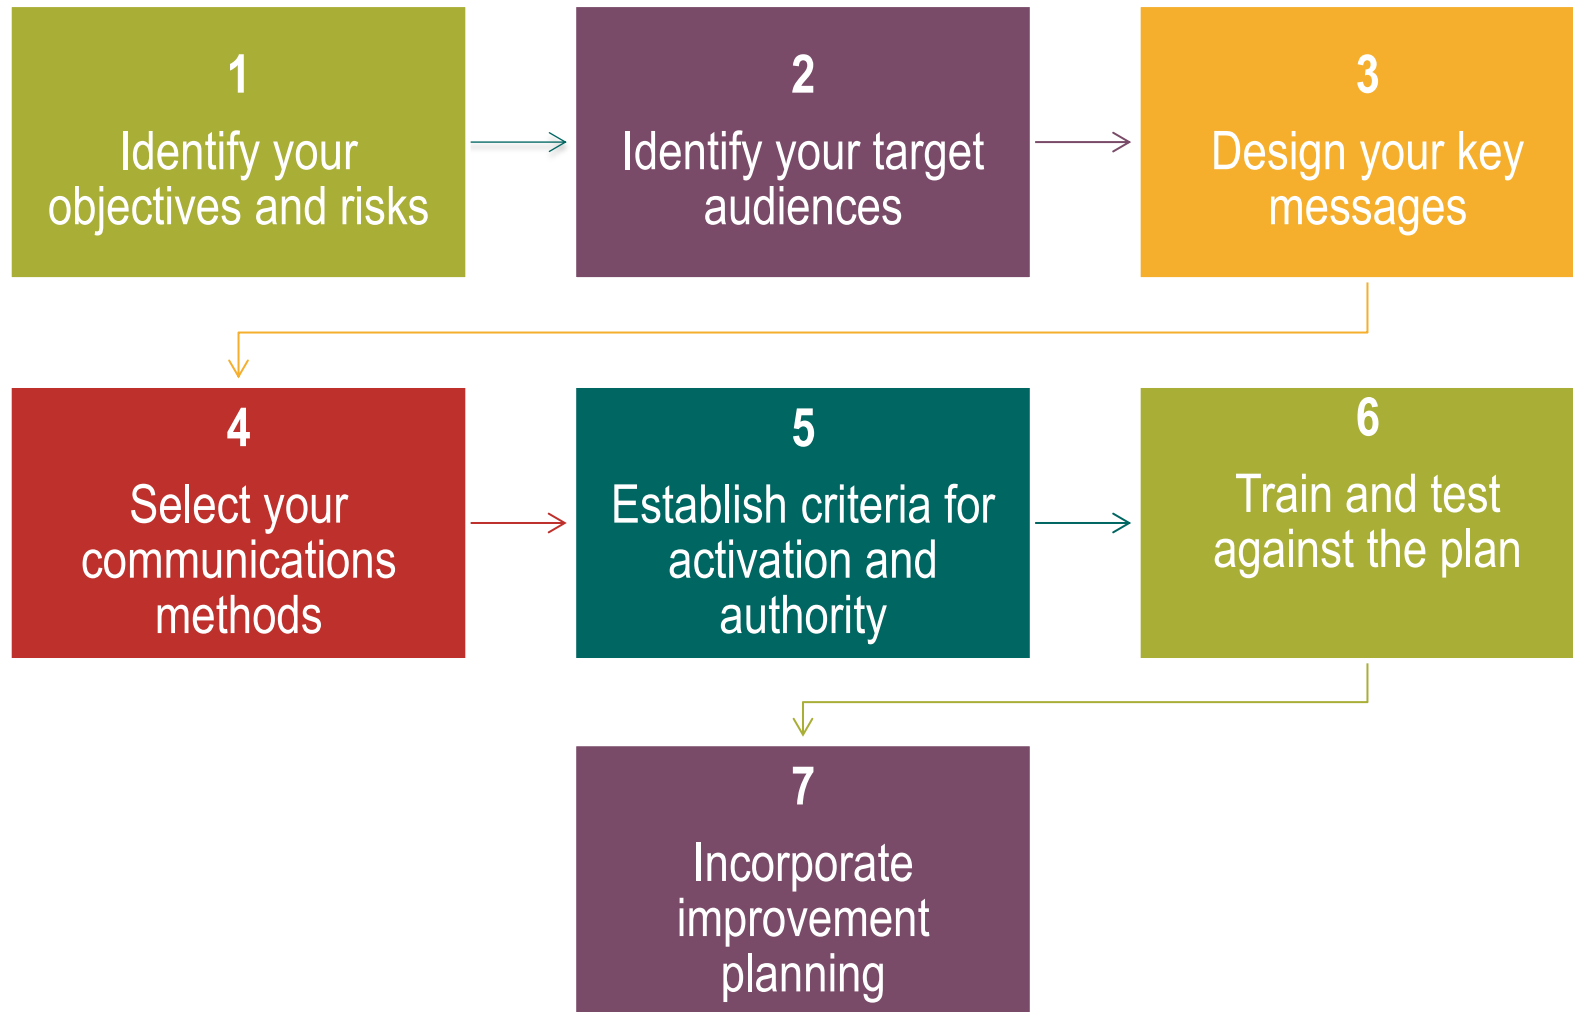 1
Identify your
objectives and risks
2
Identify your target
audiences
3
Design your key
messages
4
Select your
communications
methods
5
Establish criteria for
activation and
authority
6
Train and test
against the plan
7
Incorporate
improvement
planning